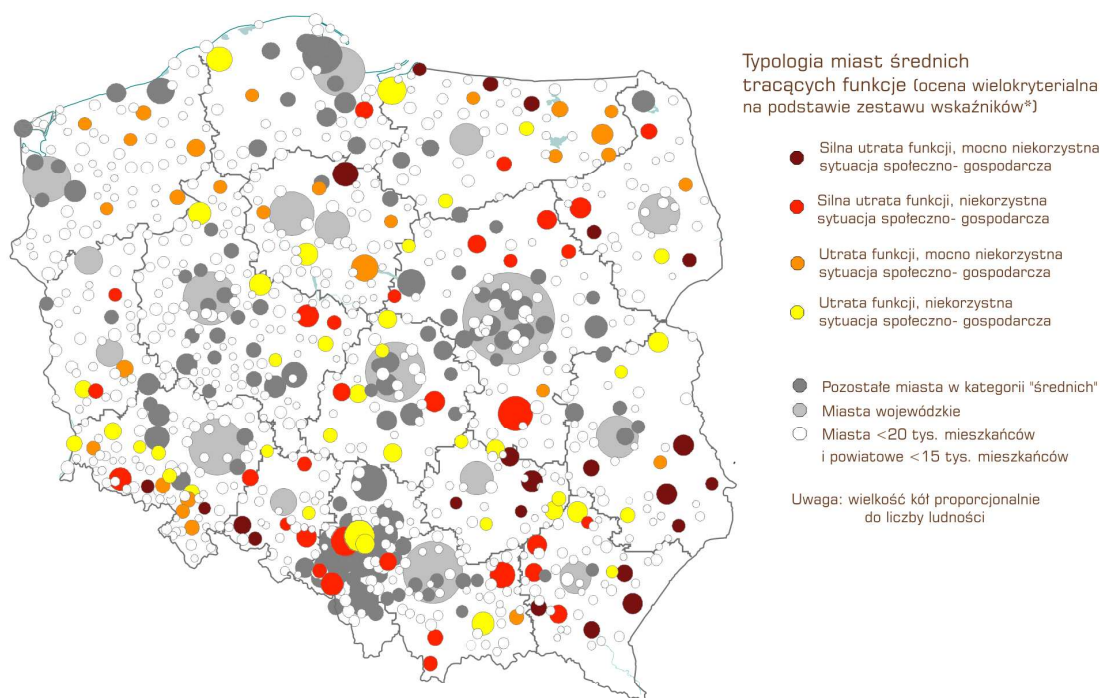 Typologia miast średnich
tracących funkcje (ocena wielokryterialna
na podstawie zestawu wskaźników*)
Silna utrata funkcji, mocno niekorzystna
sytuacja społeczno- gospodarcza
Silna utrata funkcji, niekorzystna
sytuacja społeczno- gospodarcza
Utrata funkcji, mocno niekorzystna
sytuacja społeczno- gospodarcza
Utrata funkcji, niekorzystna
sytuacja społeczno- gospodarcza
Pozostałe miasta w kategorii "średnich"
Miasta wojewódzkie
Miasta <20 tys. mieszkańców
i powiatowe <15 tys. mieszkańców
Uwaga: wielkość kół proporcjonalnie
do liczby ludności